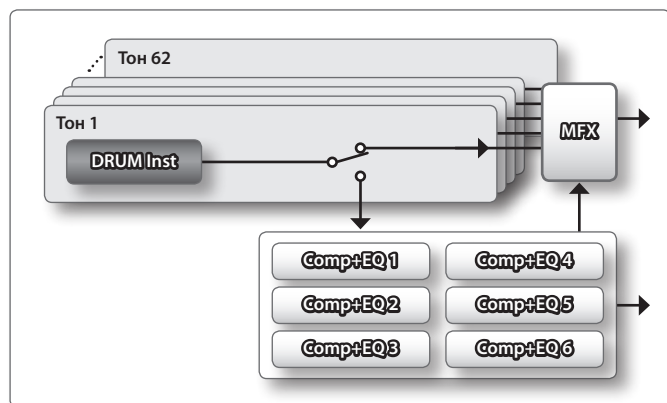 Тон 62
Тон 1
DRUM Inst
MFX
Comp+EQ 1
Comp+EQ 4
Comp+EQ 2
Comp+EQ 5
Comp+EQ 3
Comp+EQ 6